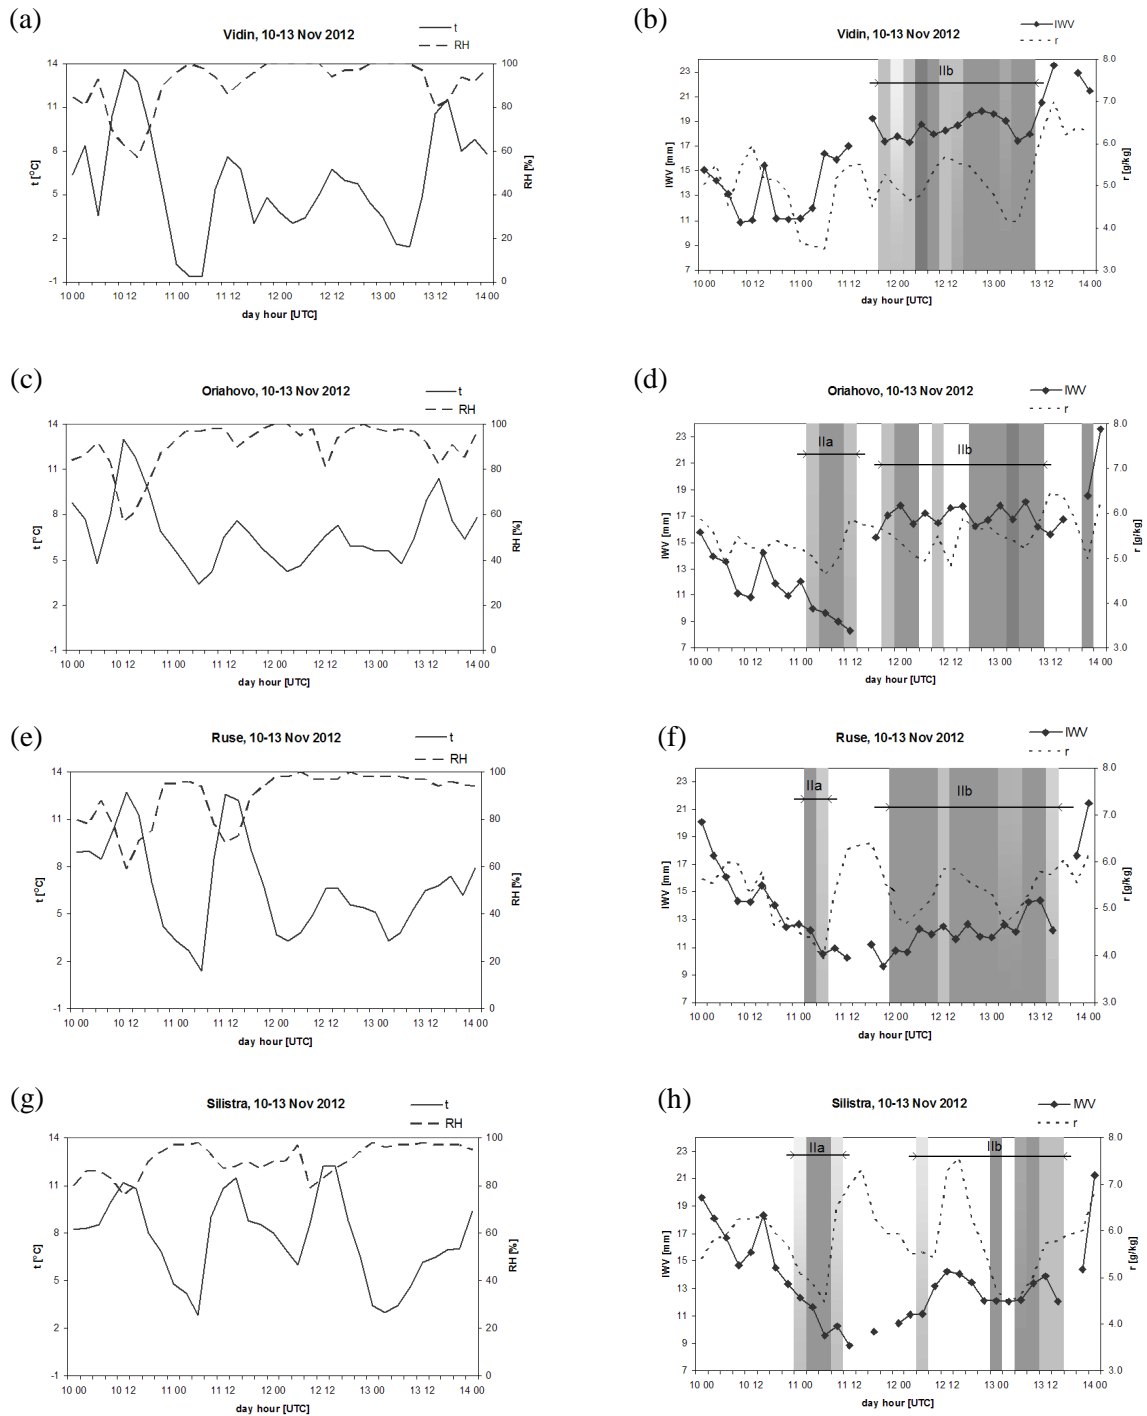 (a)
Vidin, 10-13 Nov 2012
t
RH
14
11
8
5
2
-1
t [°C]
100
80
60
40
20
0
RH [%]
10 00
10 12
11 00
11 12
12 00
12 12
13 00
13 12
14 00
day hour [UTC]
(b)
Vidin, 10-13 Nov 2012
IWV
r
IIb
23
21
19
17
15
13
11
9
7
IWV [mm]
8.0
7.0
6.0
5.0
4.0
3.0
r [g/kg]
10 00
10 12
11 00
11 12
12 00
12 12
13 00
13 12
14 00
day hour [UTC]
(c)
Oriahovo, 10-13 Nov 2012
t
RH
14
11
8
5
2
-1
t [°C]
100
80
60
40
20
0
RH [%]
10 00
10 12
11 00
11 12
12 00
12 12
13 00
13 12
14 00
day hour [UTC]
(d)
Oriahovo, 10-13 Nov 2012
IWV
r
IIa
IIb
23
21
19
17
15
13
11
9
7
IWV [mm]
8.0
7.0
6.0
5.0
4.0
3.0
r [g/kg]
10 00
10 12
11 00
11 12
12 00
12 12
13 00
13 12
14 00
day hour [UTC]
(e)
Ruse, 10-13 Nov 2012
t
RH
14
11
8
5
2
-1
t [°C]
100
80
60
40
20
0
RH [%]
10 00
10 12
11 00
11 12
12 00
12 12
13 00
13 12
14 00
day hour [UTC]
(f)
Ruse, 10-13 Nov 2012
IWV
r
IIa
IIb
23
21
19
17
15
13
11
9
7
IWV [mm]
8.0
7.0
6.0
5.0
4.0
3.0
r [g/kg]
10 00
10 12
11 00
11 12
12 00
12 12
13 00
13 12
14 00
day hour [UTC]
(g)
Silistra, 10-13 Nov 2012
t
RH
14
11
8
5
2
-1
t [°C]
100
80
60
40
20
0
RH [%]
10 00
10 12
11 00
11 12
12 00
12 12
13 00
13 12
14 00
day hour [UTC]
(h)
Silistra, 10-13 Nov 2012
IWV
r
IIa
IIb
23
21
19
17
15
13
11
9
7
IWV [mm]
8.0
7.0
6.0
5.0
4.0
3.0
r [g/kg]
10 00
10 12
11 00
11 12
12 00
12 12
13 00
13 12
14 00
day hour [UTC]